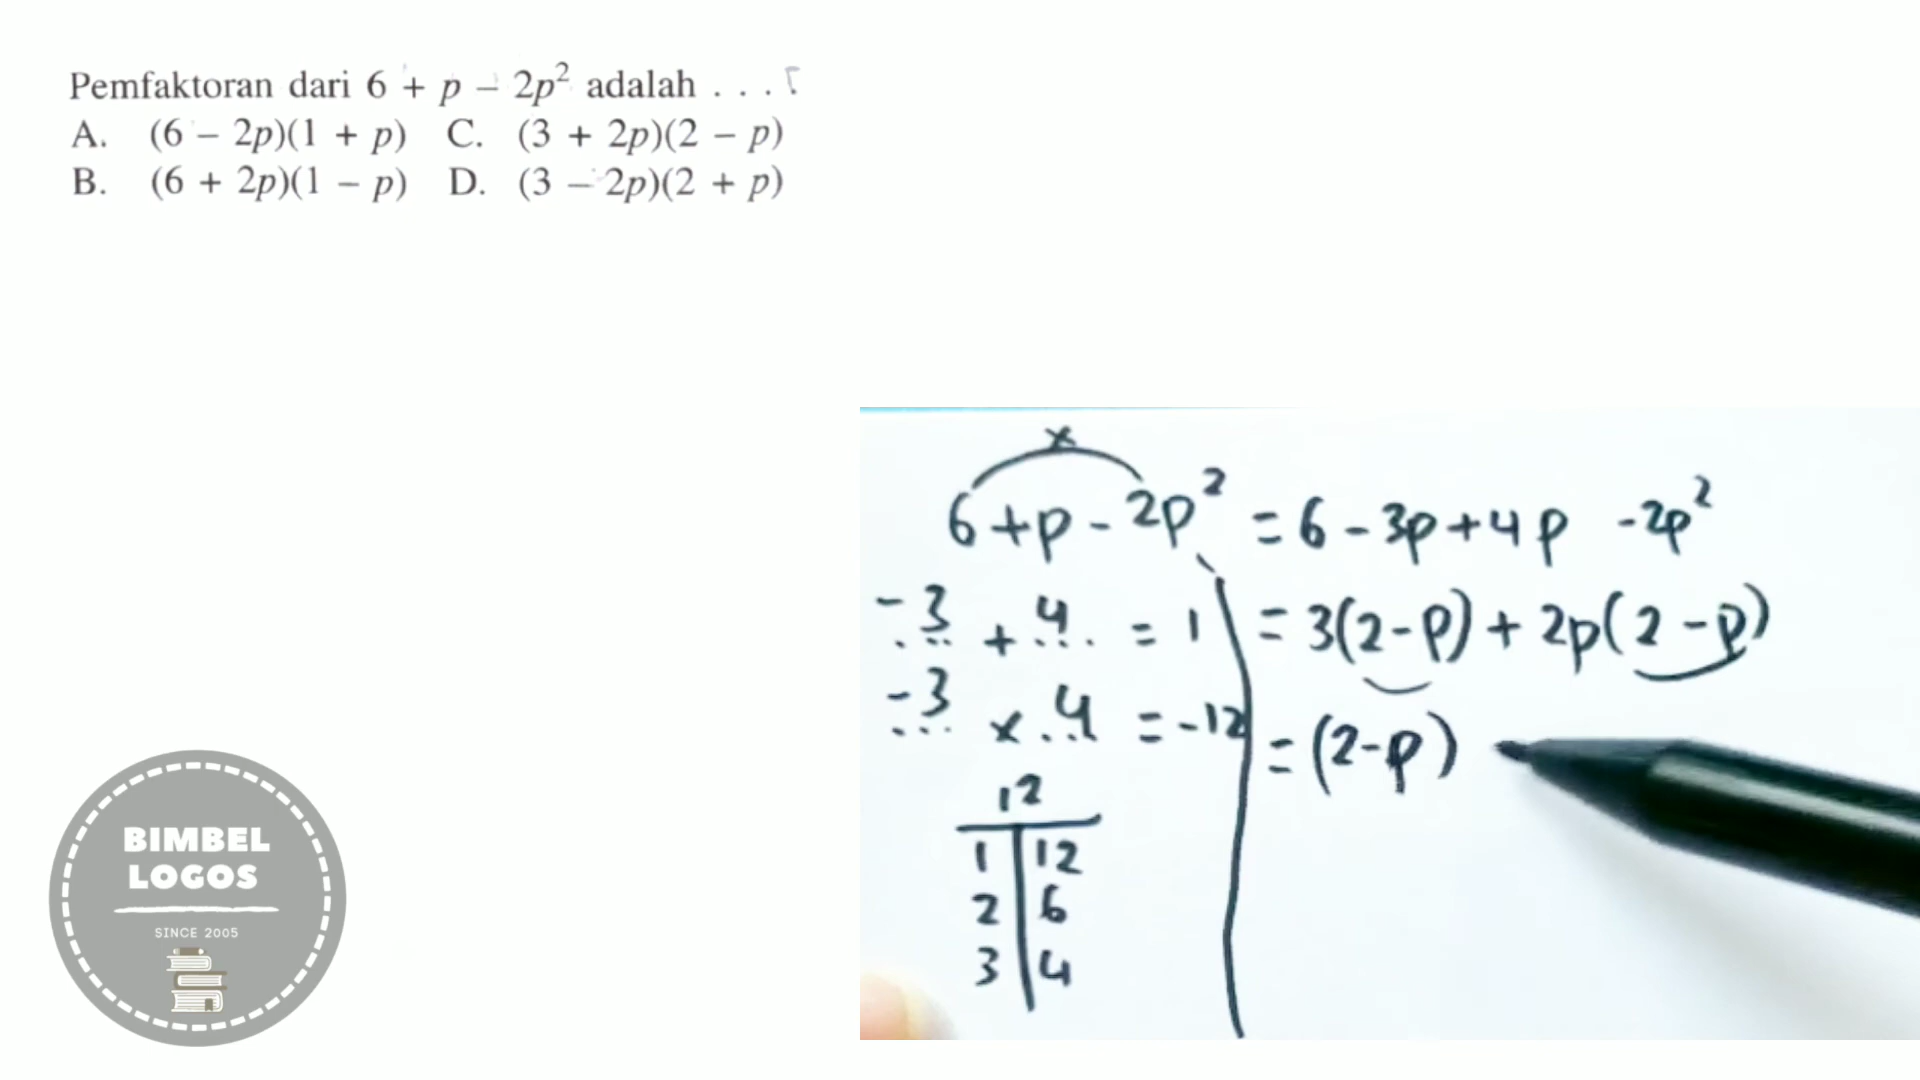 Pemfaktoran dari 6 + p – 2p² adalah . . . .
A. (6 – 2p)(1 + p) C. (3 + 2p)(2 – p)
B. (6 + 2p)(1 – p) D. (3 – 2p)(2 + p)
x
6 + p - 2p² = 6 - 3p + 4p -2p²
-3 + 4 = 1
= 3(2-p) + 2p(2-p)
-3 x 4 = -12
= (2-p)
12
1 12
2 6
3 4
BIMBEL
LOGOS
SINCE 2005